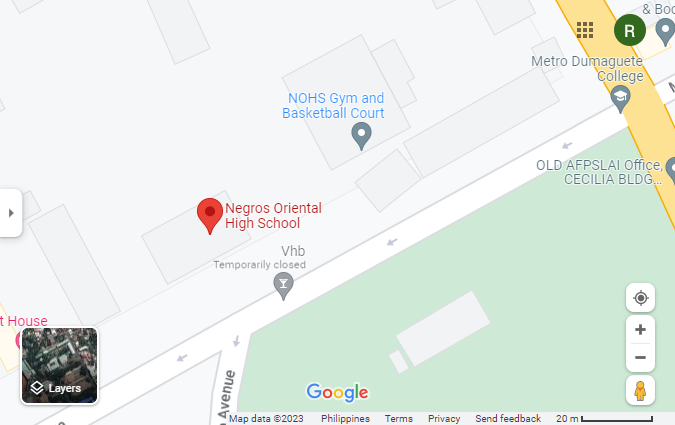 & Boo
R
Metro Dumaguete
College
NOHS Gym and
Basketball Court
OLD AFPSLAI Office,
CECILIA BLDG...
Negros Oriental
High School
Vhb
Temporarily closed
t House
Layers
Avenue
Google
Map data ©2023 Philippines Terms Privacy Send feedback 20 m